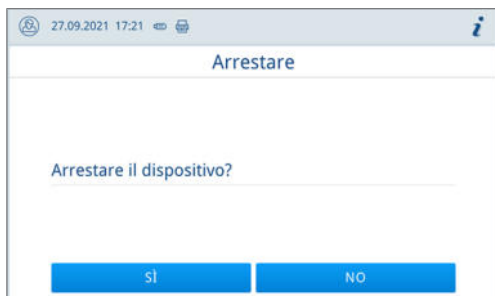 27.09.2021 17:21
i
Arrestare
Arrestare il dispositivo?
SÌ
NO